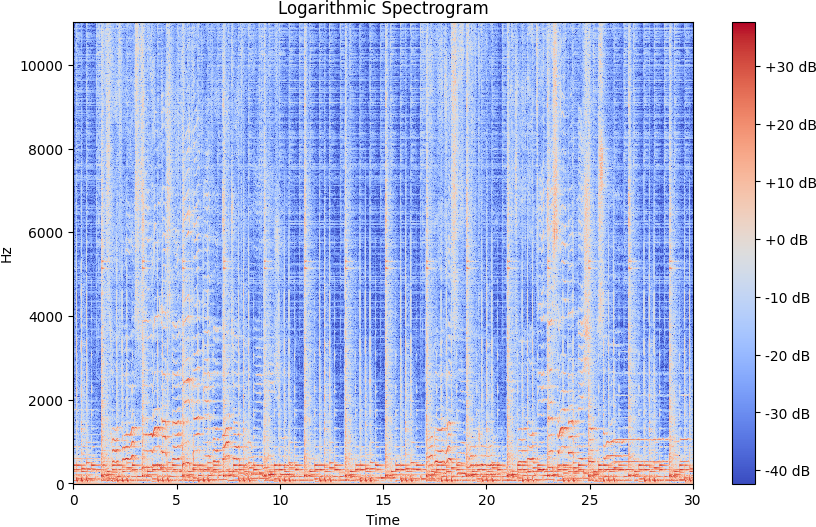 Logarithmic Spectrogram
Hz
10000
8000
6000
4000
2000
0
0 5 10 15 20 25 30
Time
+30 dB
+20 dB
+10 dB
+0 dB
-10 dB
-20 dB
-30 dB
-40 dB